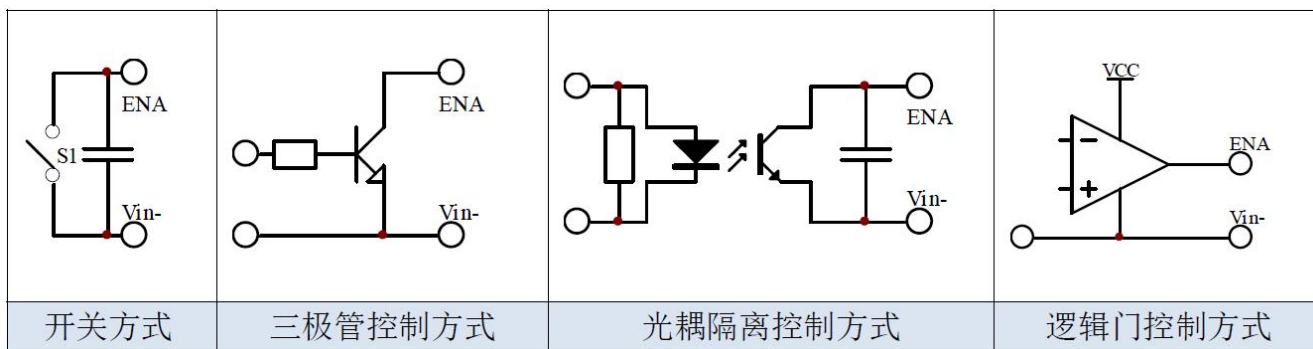 ENA
S1
Vin-
开关方式
ENA
Vin-
三极管控制方式
ENA
Vin-
光耦隔离控制方式
VCC
ENA
Vin-
逻辑门控制方式